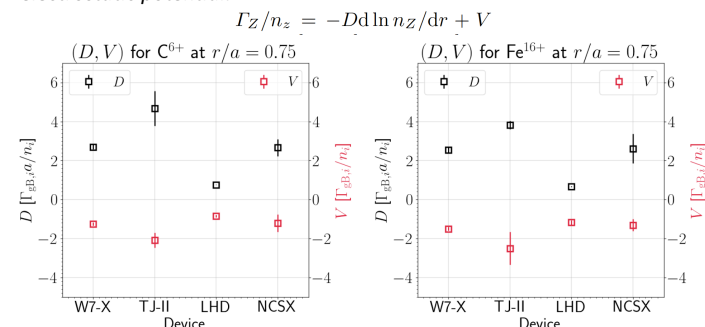 Γ_Z/n_z = −Dd ln n_Z/dr + V
(D, V) for C⁶⁺ at r/a = 0.75
D
V
6
4
2
0
−2
−4
D [Γ_gB,i a/n_i]
6
4
2
0
−2
−4
V [Γ_gB,i/n_i]
W7-X TJ-II LHD NCSX
Device
(D, V) for Fe¹⁶⁺ at r/a = 0.75
D
V
6
4
2
0
−2
−4
D [Γ_gB,i a/n_i]
6
4
2
0
−2
−4
V [Γ_gB,i/n_i]
W7-X TJ-II LHD NCSX
Device